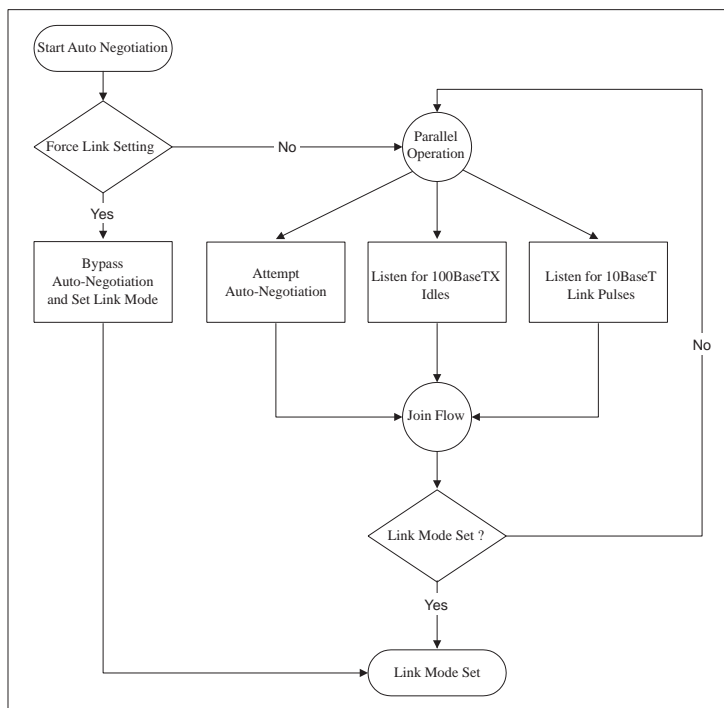 Start Auto Negotiation
Force Link Setting
No
Parallel
Operation
Yes
Bypass
Auto-Negotiation
and Set Link Mode
Attempt
Auto-Negotiation
Listen for 100BaseTX
Idles
Listen for 10BaseT
Link Pulses
No
Join Flow
Link Mode Set ?
Yes
Link Mode Set